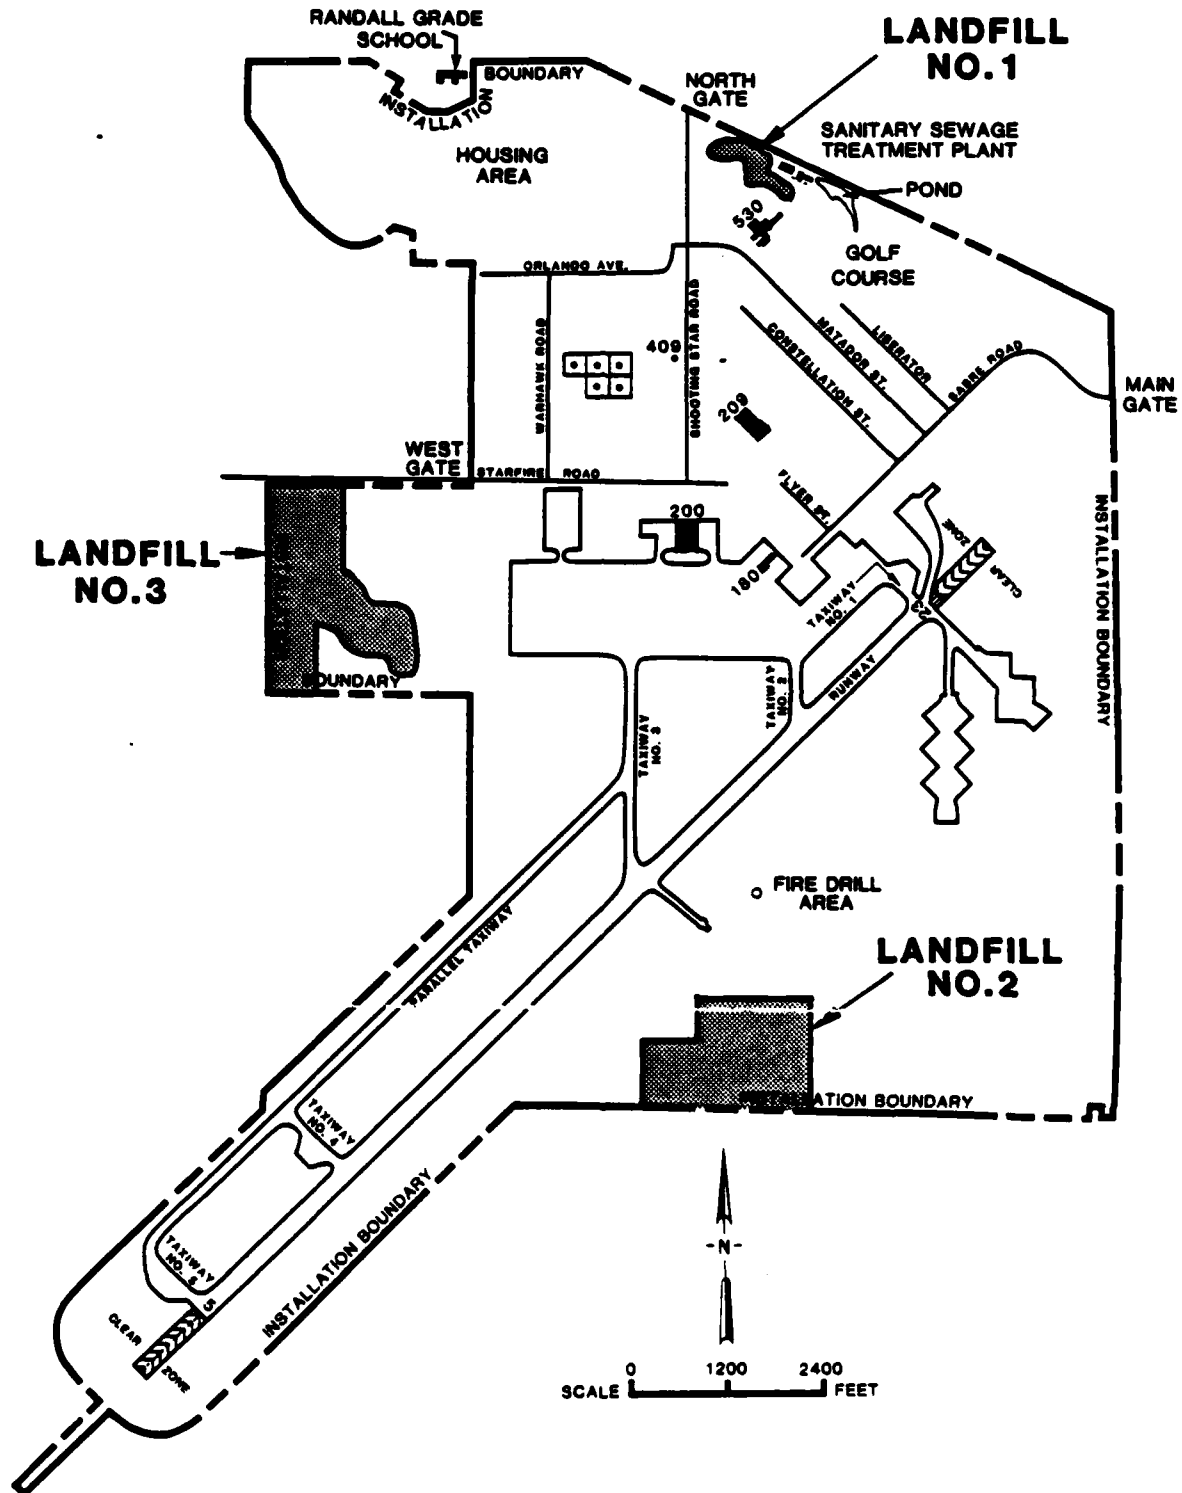 RANDALL GRADE
SCHOOL
LANDFILL
NO.1
BOUNDARY
INSTALLATION
NORTH
GATE
HOUSING
AREA
SANITARY SEWAGE
TREATMENT PLANT
POND
530
GOLF
COURSE
ORLANDO AVE.
WARHAWK ROAD
409
SHOOTING STAR ROAD
CONSTELLATION ST.
MATADOR ST.
LIBERATOR
SABRE ROAD
MAIN
GATE
209
WEST
GATE
STARFIRE ROAD
FLYER ST.
200
180
LANDFILL
NO.3
BOUNDARY
TAXIWAY
NO. 1
ZONE
CLEAR
23
INSTALLATION BOUNDARY
RUNWAY
TAXIWAY
NO. 2
TAXIWAY
NO. 3
FIRE DRILL
AREA
PARALLEL TAXIWAY
LANDFILL
NO.2
INSTALLATION BOUNDARY
TAXIWAY
NO. 4
INSTALLATION BOUNDARY
TAXIWAY
NO. 5
5
CLEAR
ZONE
-N-
0 1200 2400
SCALE FEET